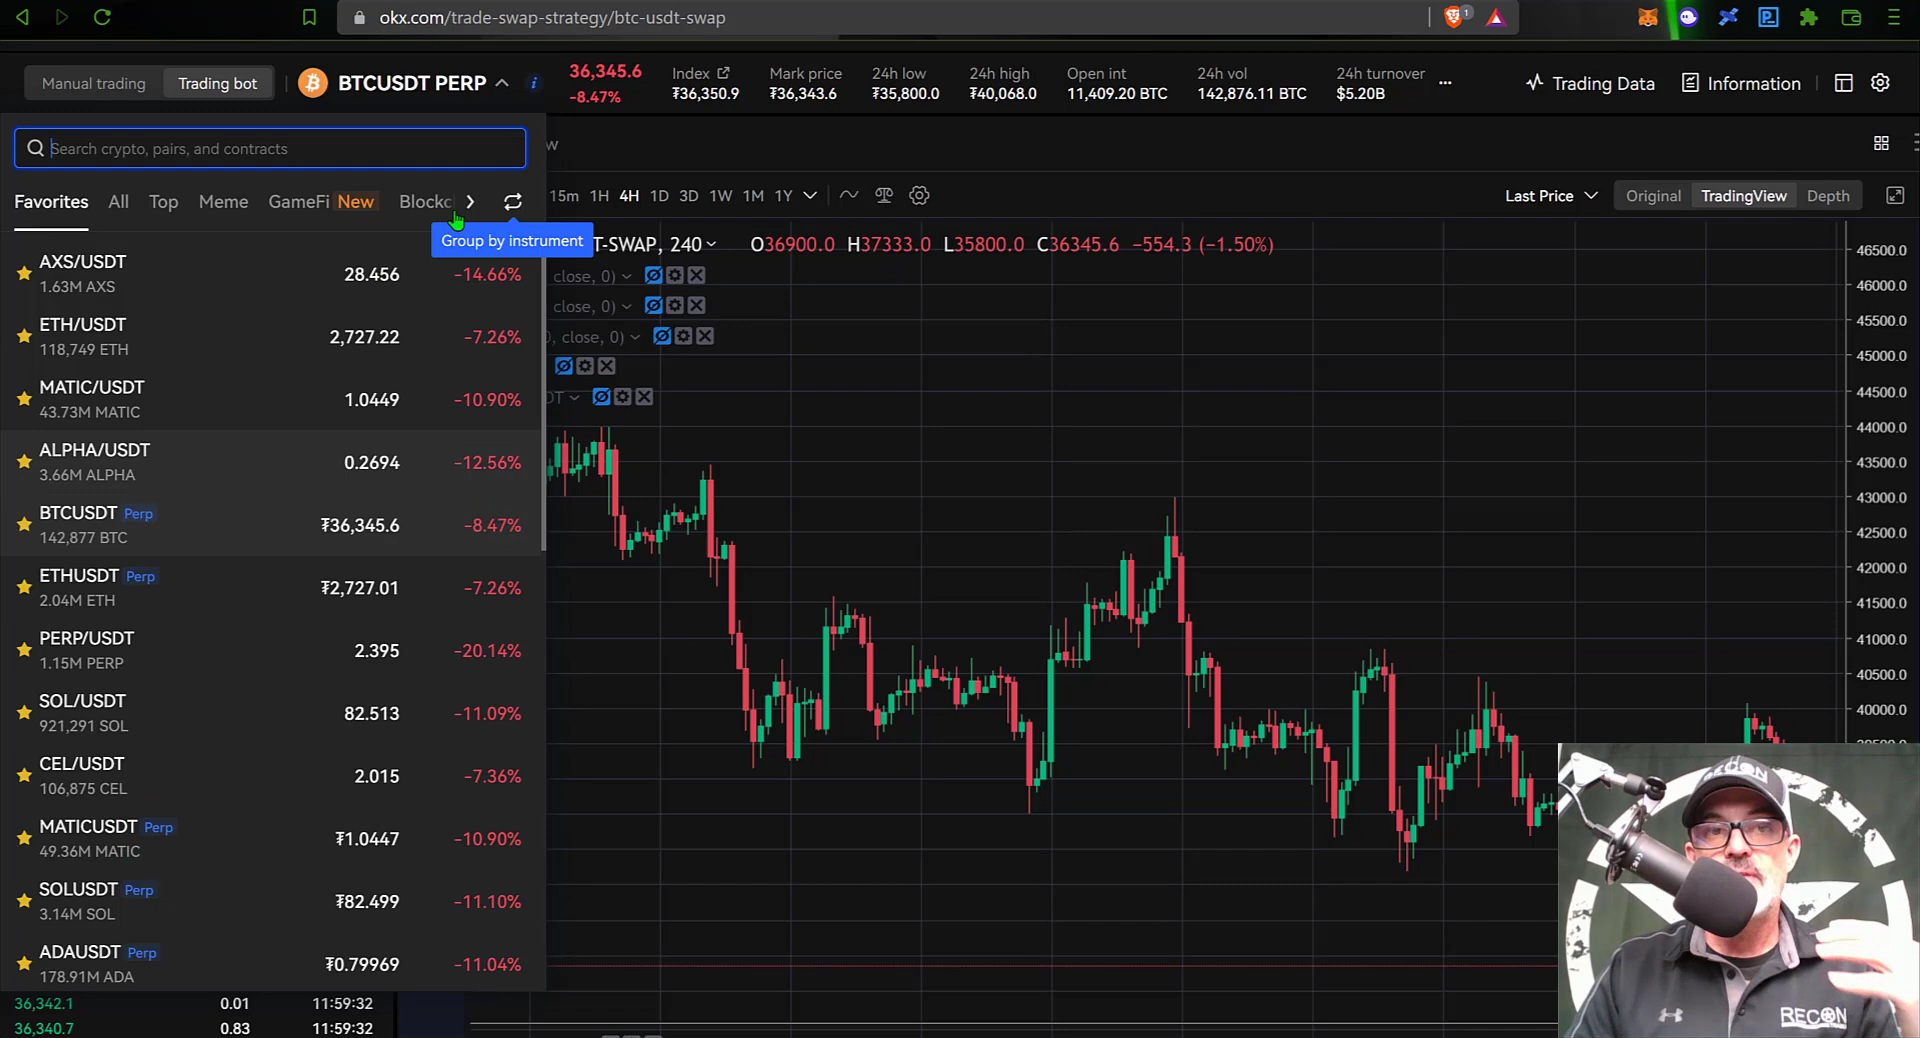 okx.com/trade-swap-strategy/btc-usdt-swap
1
Manual trading
Trading bot
BTCUSDT PERP
36,345.6
-8.47%
Index
₮36,350.9
Mark price
₮36,343.6
24h low
₮35,800.0
24h high
₮40,068.0
Open int
11,409.20 BTC
24h vol
142,876.11 BTC
24h turnover
$5.20B
Trading Data
Information
Search crypto, pairs, and contracts
Favorites All Top Meme GameFi New Blockc
Group by instrument
AXS/USDT 28.456 -14.66%
1.63M AXS
ETH/USDT 2,727.22 -7.26%
118,749 ETH
MATIC/USDT 1.0449 -10.90%
43.73M MATIC
ALPHA/USDT 0.2694 -12.56%
3.66M ALPHA
BTCUSDT Perp ₮36,345.6 -8.47%
142,877 BTC
ETHUSDT Perp ₮2,727.01 -7.26%
2.04M ETH
PERP/USDT 2.395 -20.14%
1.15M PERP
SOL/USDT 82.513 -11.09%
921,291 SOL
CEL/USDT 2.015 -7.36%
106,875 CEL
MATICUSDT Perp ₮1.0447 -10.90%
49.36M MATIC
SOLUSDT Perp ₮82.499 -11.10%
3.14M SOL
ADAUSDT Perp ₮0.79969 -11.04%
178.91M ADA
36,342.1 0.01 11:59:32
36,340.7 0.83 11:59:32
w
15m 1H 4H 1D 3D 1W 1M 1Y
Last Price
Original TradingView Depth
T-SWAP, 240 O36900.0 H37333.0 L35800.0 C36345.6 −554.3 (−1.50%)
close, 0)
close, 0)
0, close, 0)
DT
46500.0
46000.0
45500.0
45000.0
44500.0
44000.0
43500.0
43000.0
42500.0
42000.0
41500.0
41000.0
40500.0
40000.0
RECON
RECON